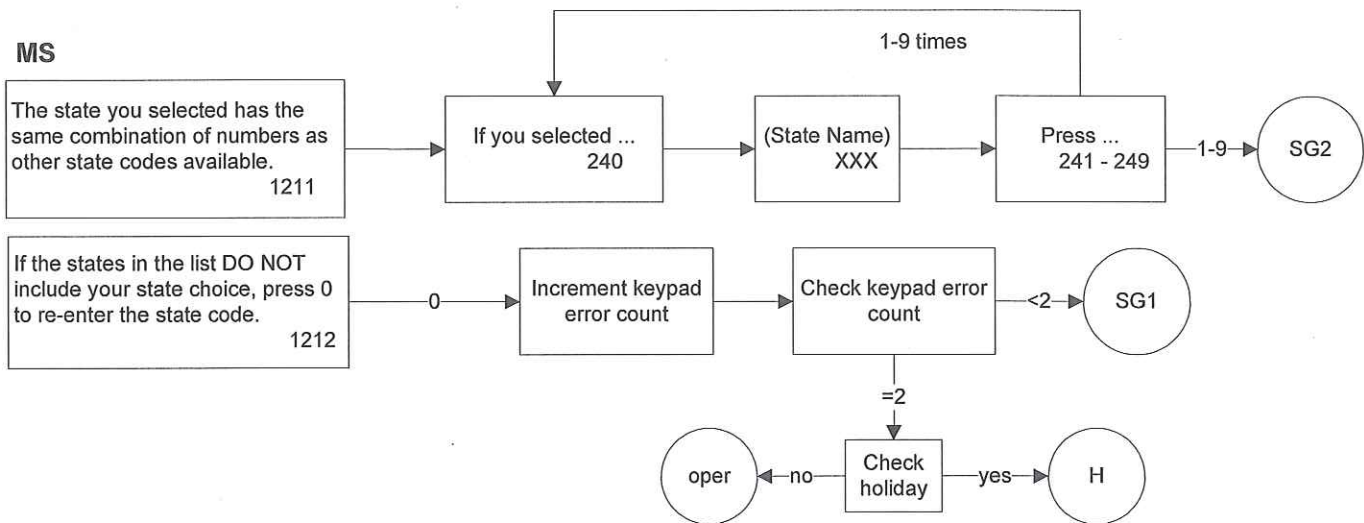 1-9 times
MS
The state you selected has the
same combination of numbers as
other state codes available.
1211
If you selected ...
240
(State Name)
XXX
Press ...
241 - 249
1-9
SG2
If the states in the list DO NOT
include your state choice, press 0
to re-enter the state code.
1212
0
Increment keypad
error count
Check keypad error
count
<2
SG1
=2
oper
no
Check
holiday
yes
H